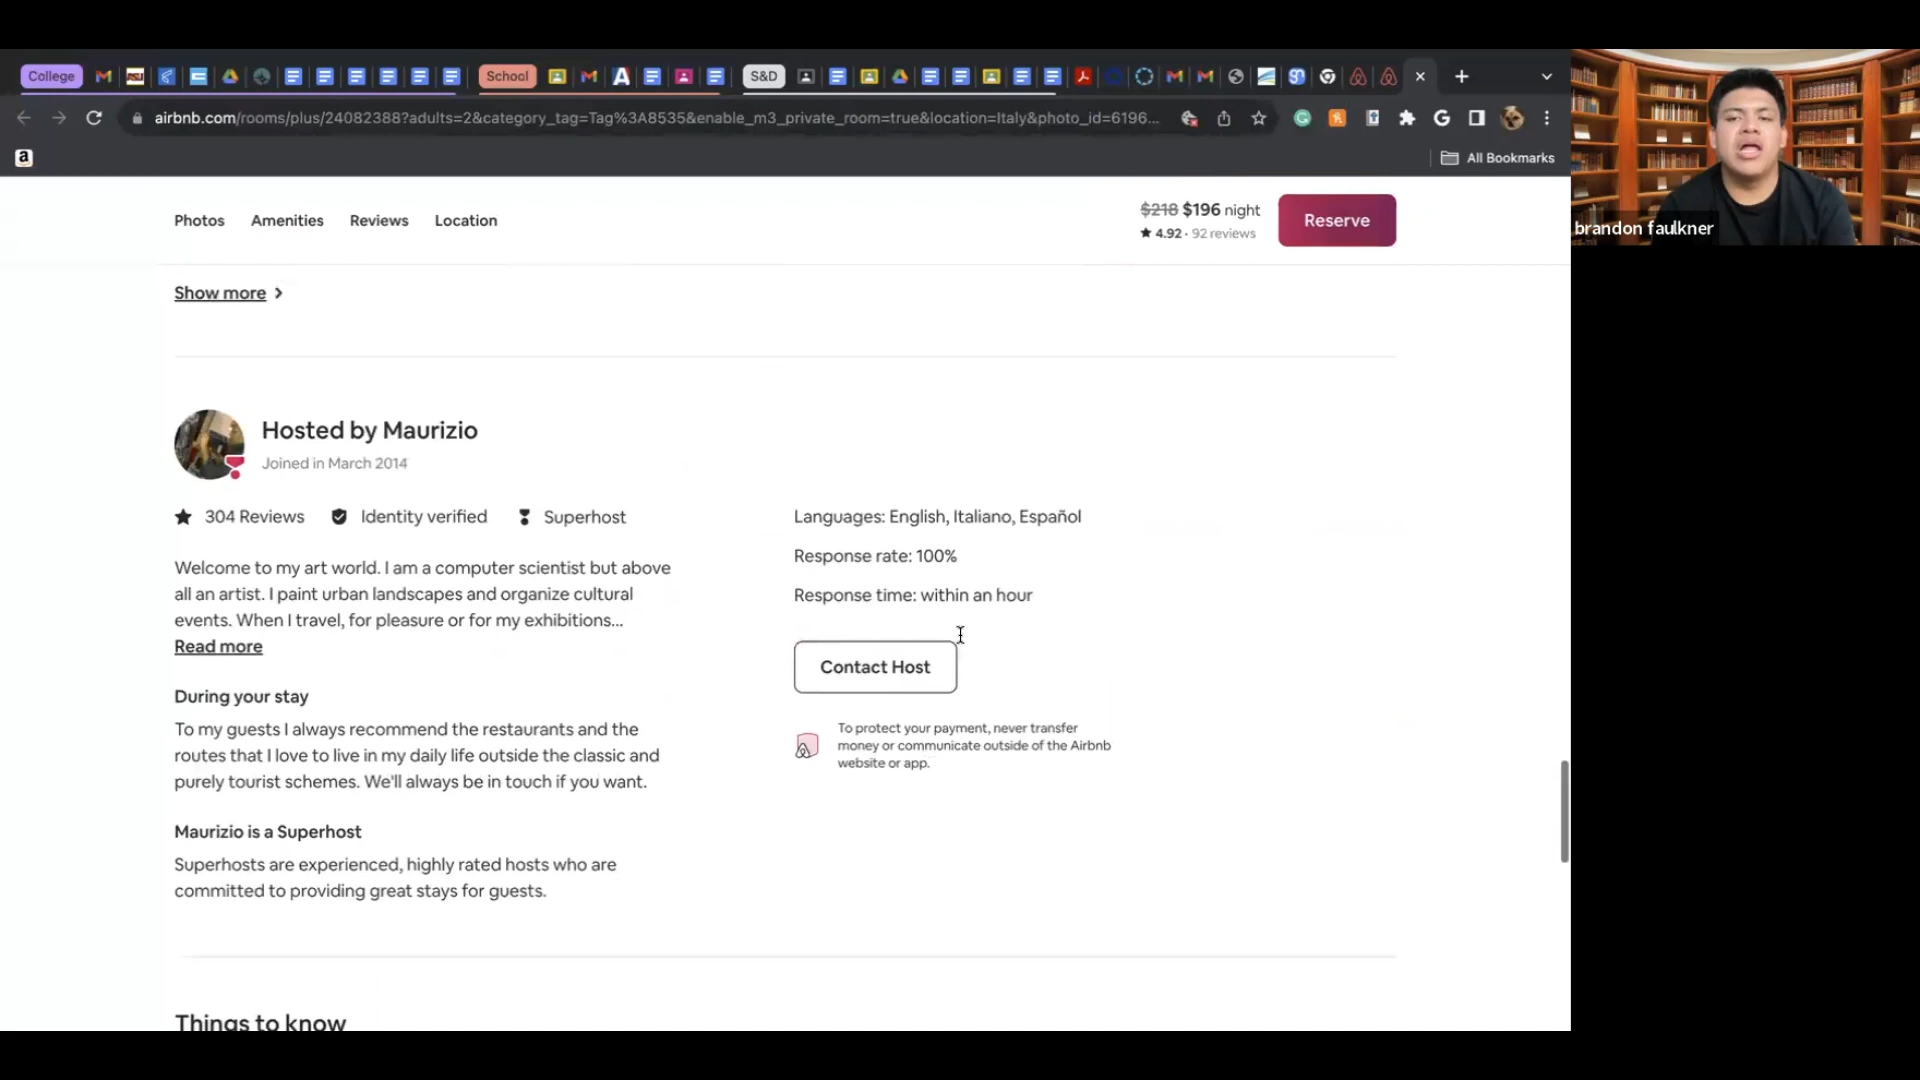 College
School
S&D
airbnb.com/rooms/plus/24082388?adults=2&category_tag=Tag%3A8535&enable_m3_private_room=true&location=Italy&photo_id=6196...
All Bookmarks
Photos Amenities Reviews Location
$218 $196 night
4.92 · 92 reviews
Reserve
brandon faulkner
Show more
Hosted by Maurizio
Joined in March 2014
304 Reviews Identity verified Superhost
Welcome to my art world. I am a computer scientist but above
all an artist. I paint urban landscapes and organize cultural
events. When I travel, for pleasure or for my exhibitions...
Read more
During your stay
To my guests I always recommend the restaurants and the
routes that I love to live in my daily life outside the classic and
purely tourist schemes. We'll always be in touch if you want.
Maurizio is a Superhost
Superhosts are experienced, highly rated hosts who are
committed to providing great stays for guests.
Languages: English, Italiano, Español
Response rate: 100%
Response time: within an hour
Contact Host
To protect your payment, never transfer
money or communicate outside of the Airbnb
website or app.
Things to know